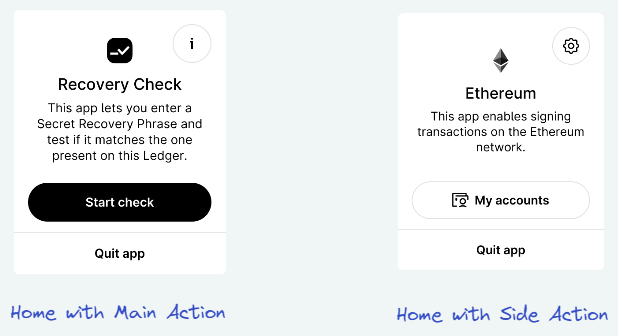 i
Recovery Check
This app lets you enter a
Secret Recovery Phrase and
test if it matches the one
present on this Ledger.
Start check
Quit app
Home with Main Action
Ethereum
This app enables signing
transactions on the Ethereum
network.
My accounts
Quit app
Home with Side Action